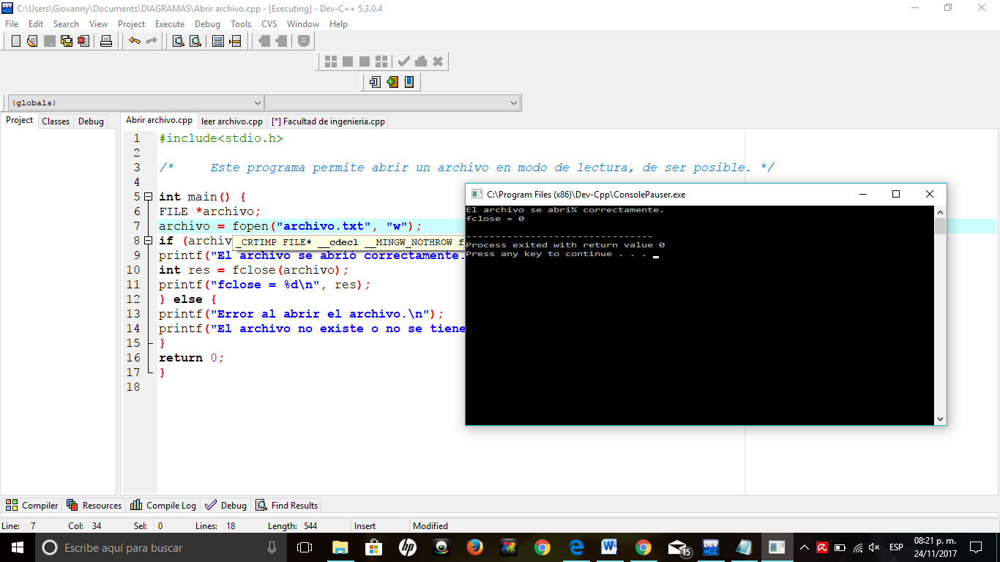 C:\Users\Giovanny\Documents\DIAGRAMAS\Abrir archivo.cpp - [Executing] - Dev-C++ 5.3.0.4
File Edit Search View Project Execute Debug Tools CVS Window Help
(globals)
Project Classes Debug
Abrir archivo.cpp leer archivo.cpp [*] Facultad de ingenieria.cpp
1 #include<stdio.h>
2
3 /* Este programa permite abrir un archivo en modo de lectura, de ser posible. */
4
5 int main() {
6 FILE *archivo;
7 archivo = fopen("archivo.txt", "w");
8 if (archiv
_CRTIMP FILE* __cdecl __MINGW_NOTHROW f
9 printf("El archivo se abrió correctamente.
10 int res = fclose(archivo);
11 printf("fclose = %d\n", res);
12 } else {
13 printf("Error al abrir el archivo.\n");
14 printf("El archivo no existe o no se tiene
15 }
16 return 0;
17 }
18
C:\Program Files (x86)\Dev-Cpp\ConsolePauser.exe
El archivo se abri% correctamente.
fclose = 0
--------------------------------
Process exited with return value 0
Press any key to continue . . .
Compiler Resources Compile Log Debug Find Results
Line: 7 Col: 34 Sel: 0 Lines: 18 Length: 544 Insert Modified
Escribe aquí para buscar
hp
W
15
DEV
ESP
08:21 p. m.
24/11/2017